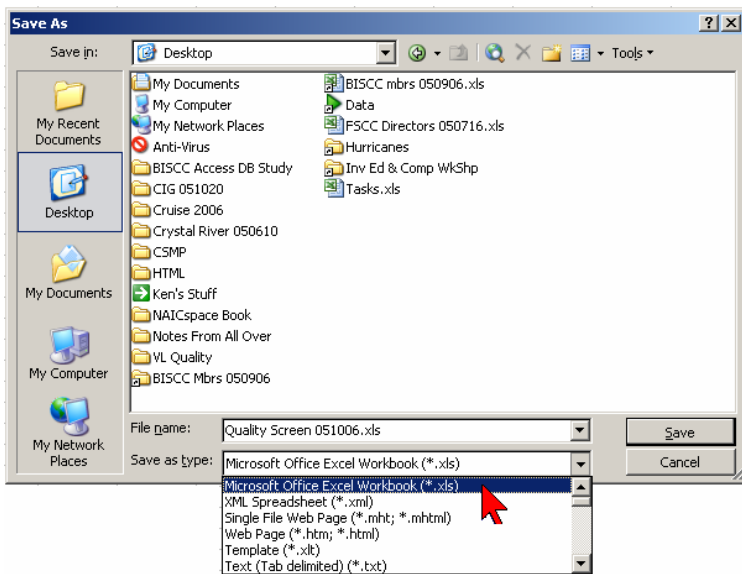 Save As
Save in:
Desktop
Tools
My Recent
Documents
Desktop
My Documents
My Computer
My Network
Places
My Documents
My Computer
My Network Places
Anti-Virus
BISCC Access DB Study
CIG 051020
Cruise 2006
Crystal River 050610
CSMP
HTML
Ken's Stuff
NAICspace Book
Notes From All Over
VL Quality
BISCC Mbrs 050906
BISCC mbrs 050906.xls
Data
FSCC Directors 050716.xls
Hurricanes
Inv Ed & Comp WkShp
Tasks.xls
File name:
Quality Screen 051006.xls
Save
Save as type:
Microsoft Office Excel Workbook (*.xls)
Cancel
Microsoft Office Excel Workbook (*.xls)
XML Spreadsheet (*.xml)
Single File Web Page (*.mht; *.mhtml)
Web Page (*.htm; *.html)
Template (*.xlt)
Text (Tab delimited) (*.txt)